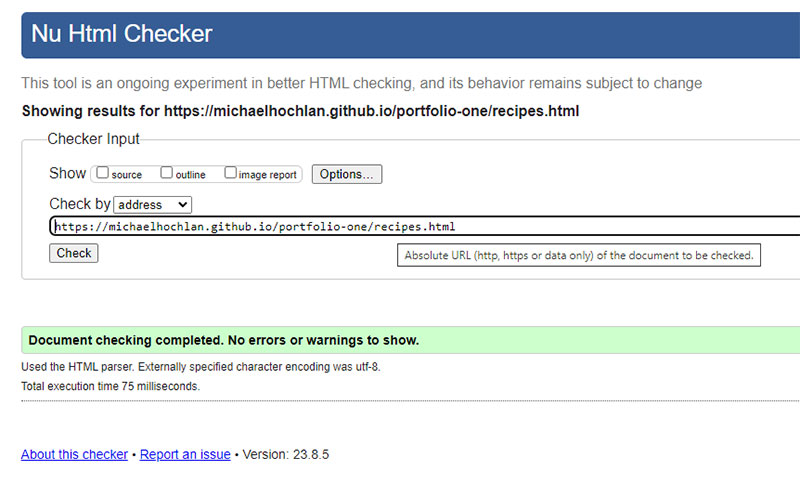 Nu Html Checker
This tool is an ongoing experiment in better HTML checking, and its behavior remains subject to change
Showing results for https://michaelhochlan.github.io/portfolio-one/recipes.html
Checker Input
Show source outline image report Options...
Check by address
https://michaelhochlan.github.io/portfolio-one/recipes.html
Check
Absolute URL (http, https or data only) of the document to be checked.
Document checking completed. No errors or warnings to show.
Used the HTML parser. Externally specified character encoding was utf-8.
Total execution time 75 milliseconds.
About this checker • Report an issue • Version: 23.8.5